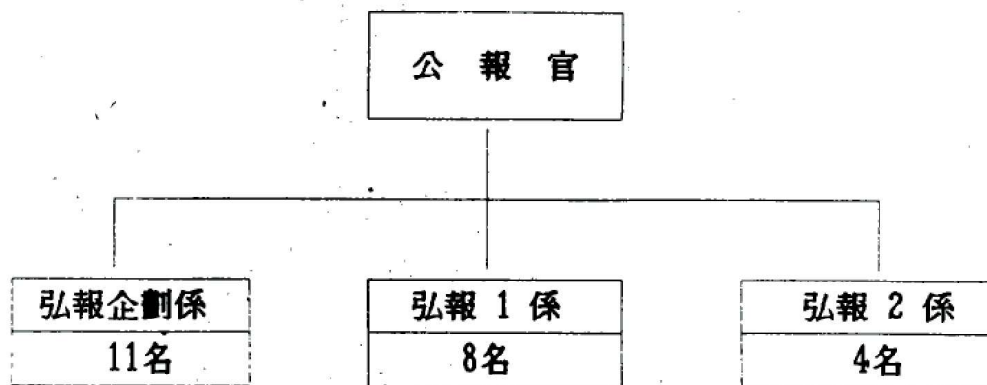 公 報 官
弘報企劃係
11名
弘報 1 係
8名
弘報 2 係
4名